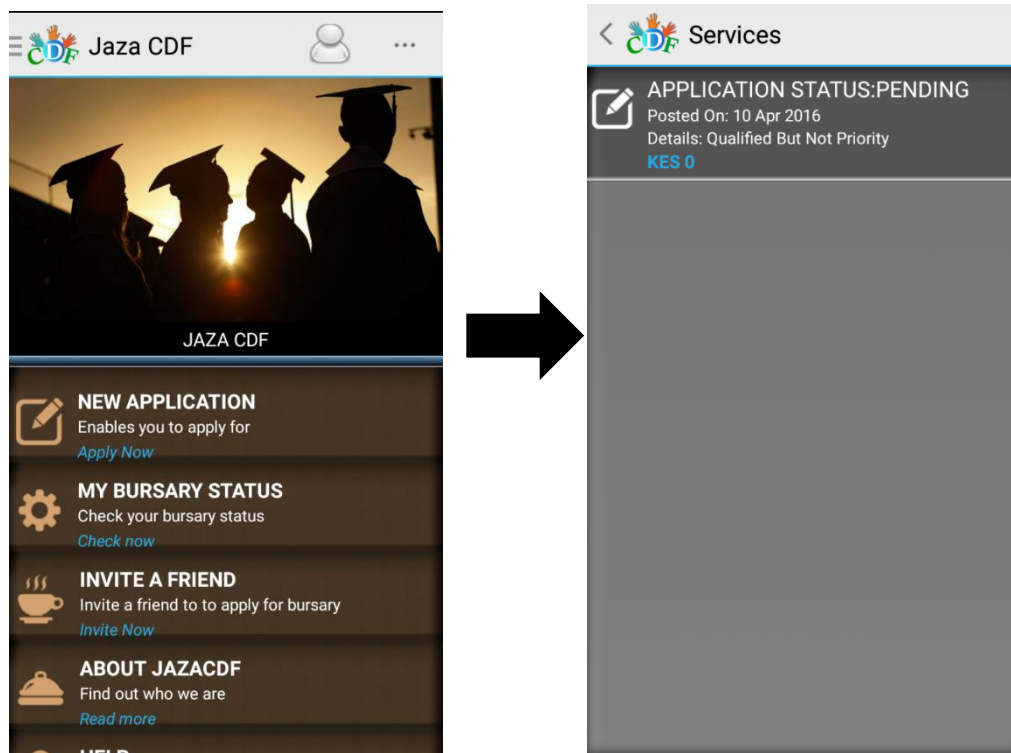 CDF Jaza CDF ...
JAZA CDF
NEW APPLICATION
Enables you to apply for
Apply Now
MY BURSARY STATUS
Check your bursary status
Check now
INVITE A FRIEND
Invite a friend to to apply for bursary
Invite Now
ABOUT JAZACDF
Find out who we are
Read more
HELP
CDF Services
APPLICATION STATUS:PENDING
Posted On: 10 Apr 2016
Details: Qualified But Not Priority
KES 0